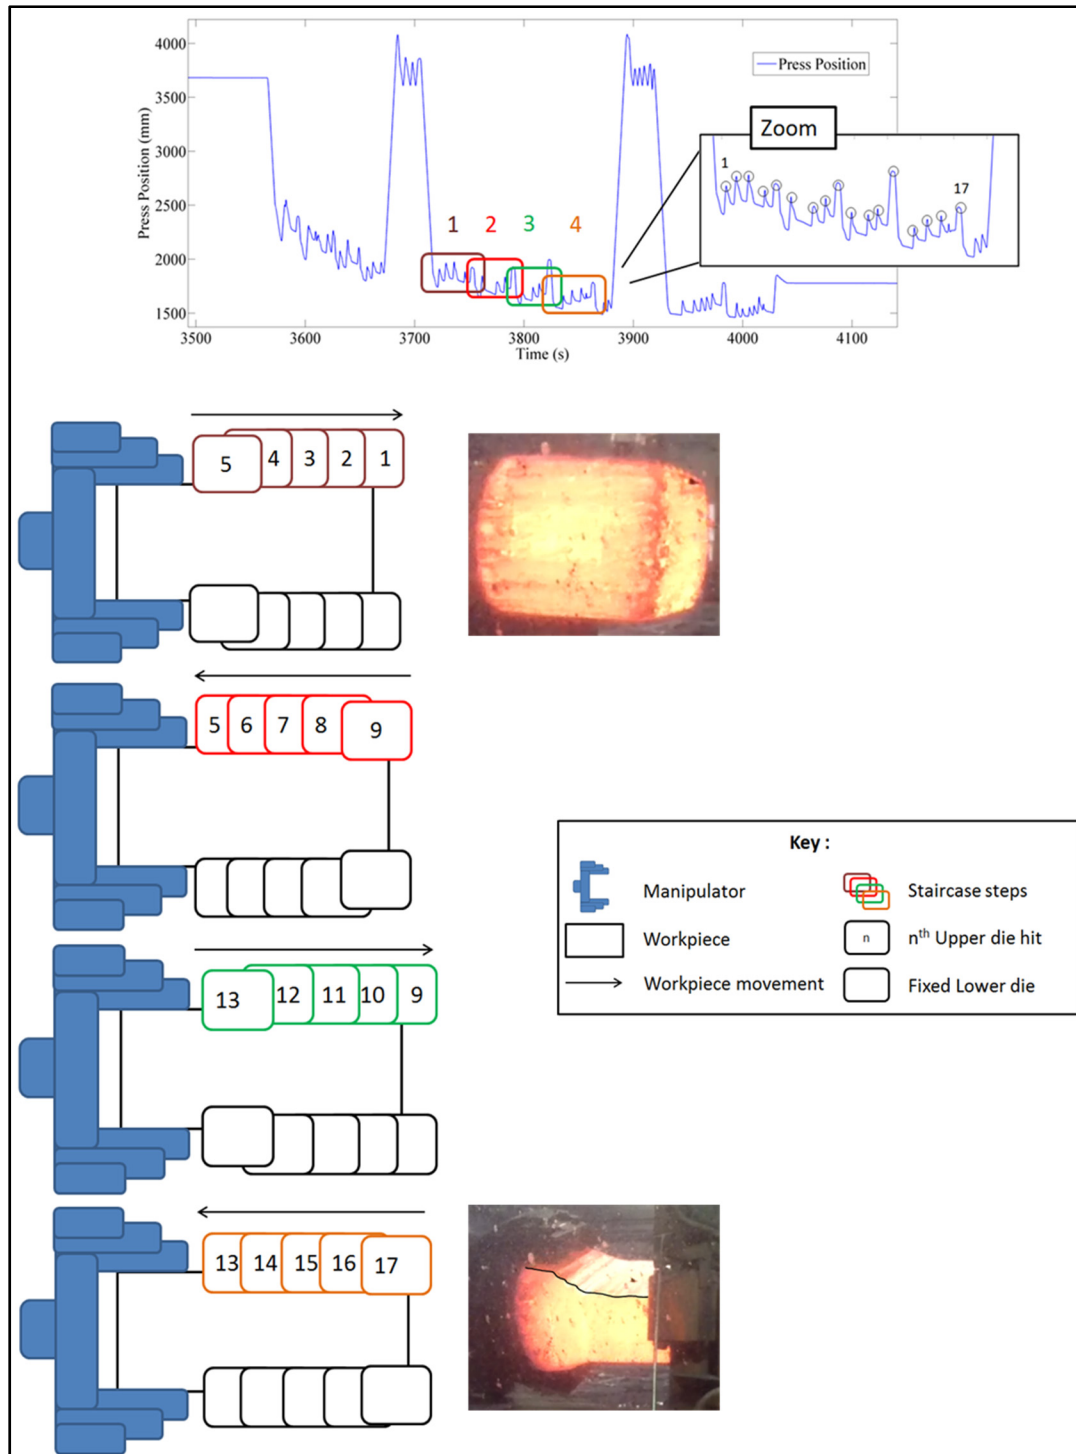 4000
3500
3000
2500
2000
1500
Press Position (mm)
3500 3600 3700 3800 3900 4000 4100
Time (s)
Press Position
Zoom
1
17
1 2 3 4
5 4 3 2 1
5 6 7 8 9
13 12 11 10 9
13 14 15 16 17
Key :
Manipulator
Staircase steps
Workpiece
n
nth Upper die hit
Workpiece movement
Fixed Lower die